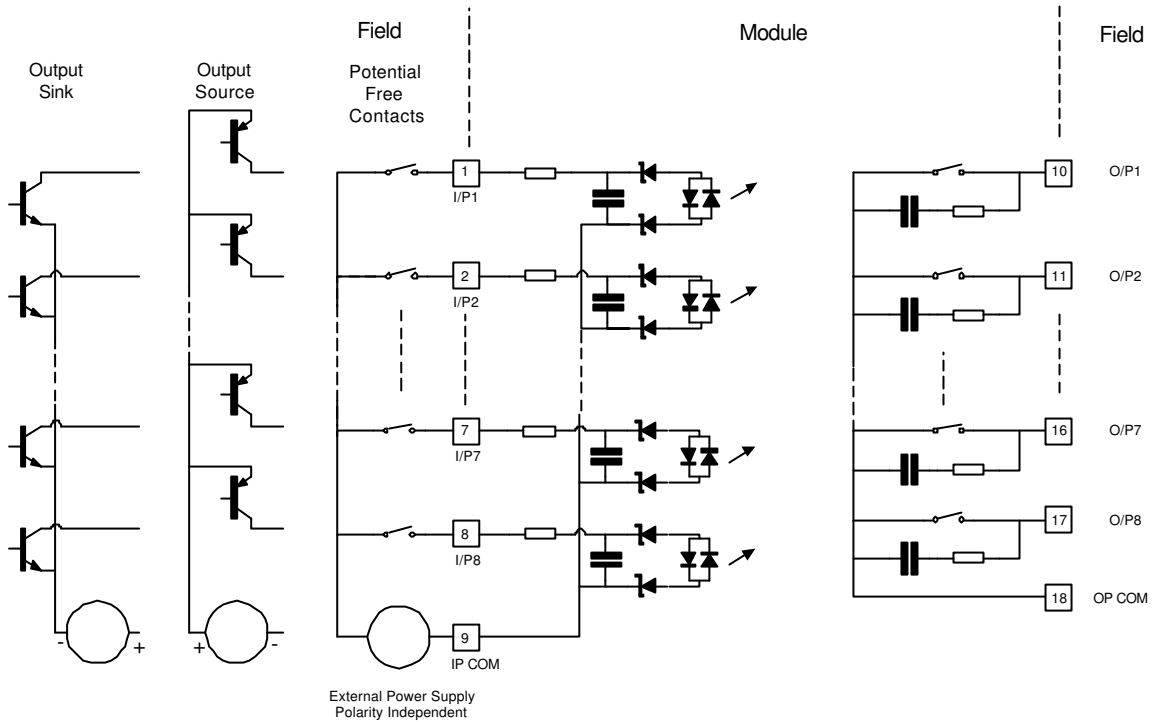 Field
Module
Field
Output
Sink
Output
Source
Potential
Free
Contacts
1
I/P1
10
O/P1
2
I/P2
11
O/P2
7
I/P7
16
O/P7
8
I/P8
17
O/P8
18
OP COM
- +
+ -
9
IP COM
External Power Supply
Polarity Independent